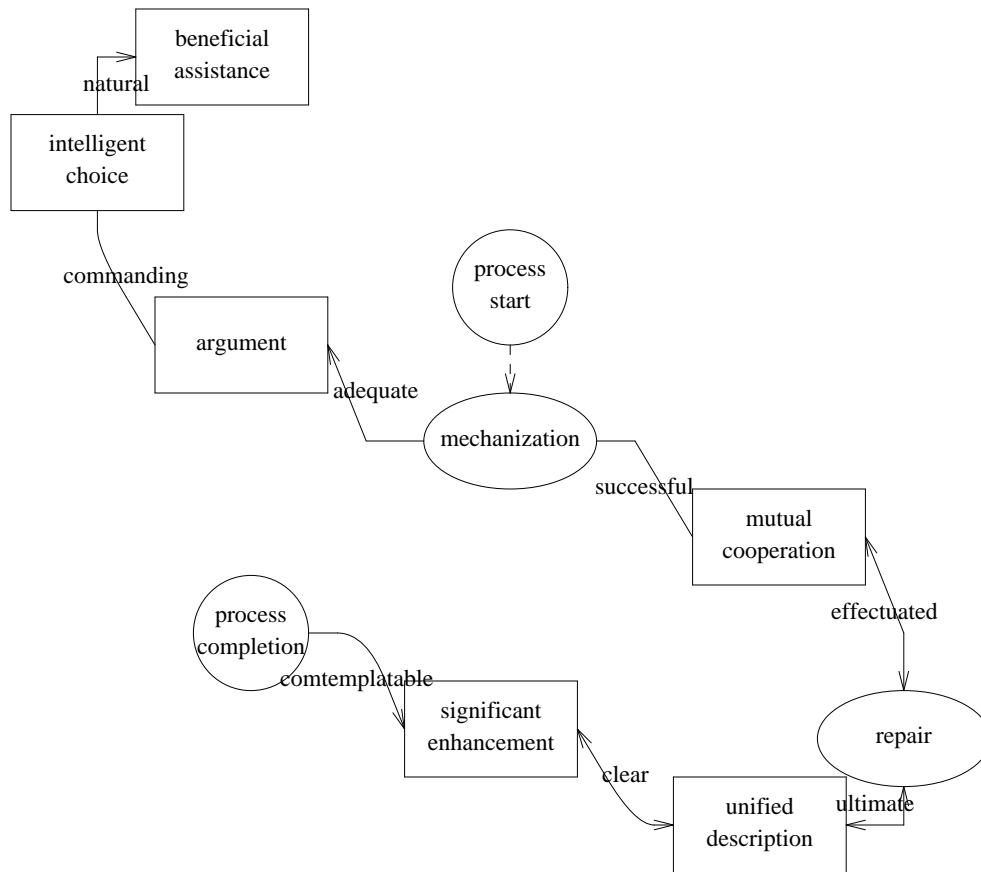 beneficial
assistance
natural
intelligent
choice
commanding
process
start
argument
adequate
mechanization
successful
mutual
cooperation
process
completion
effectuated
comtemplatable
significant
enhancement
repair
clear
unified
description
ultimate